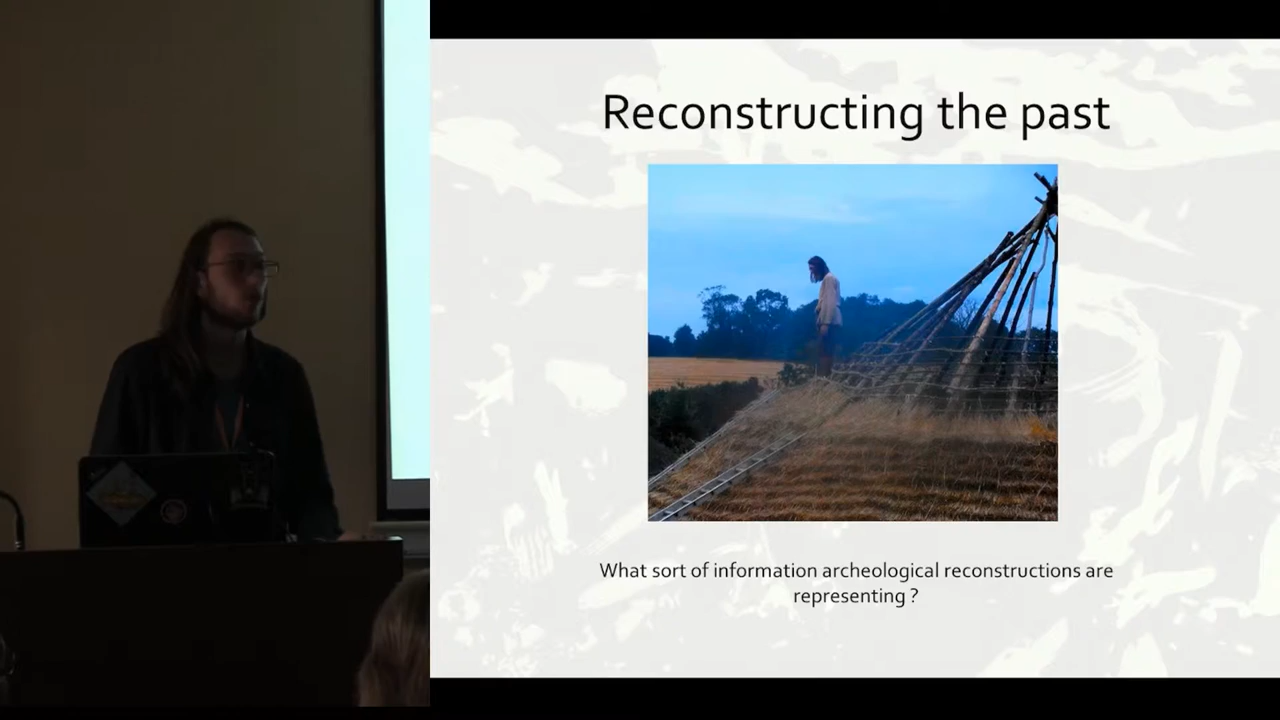 Reconstructing the past
What sort of information archeological reconstructions are
representing ?